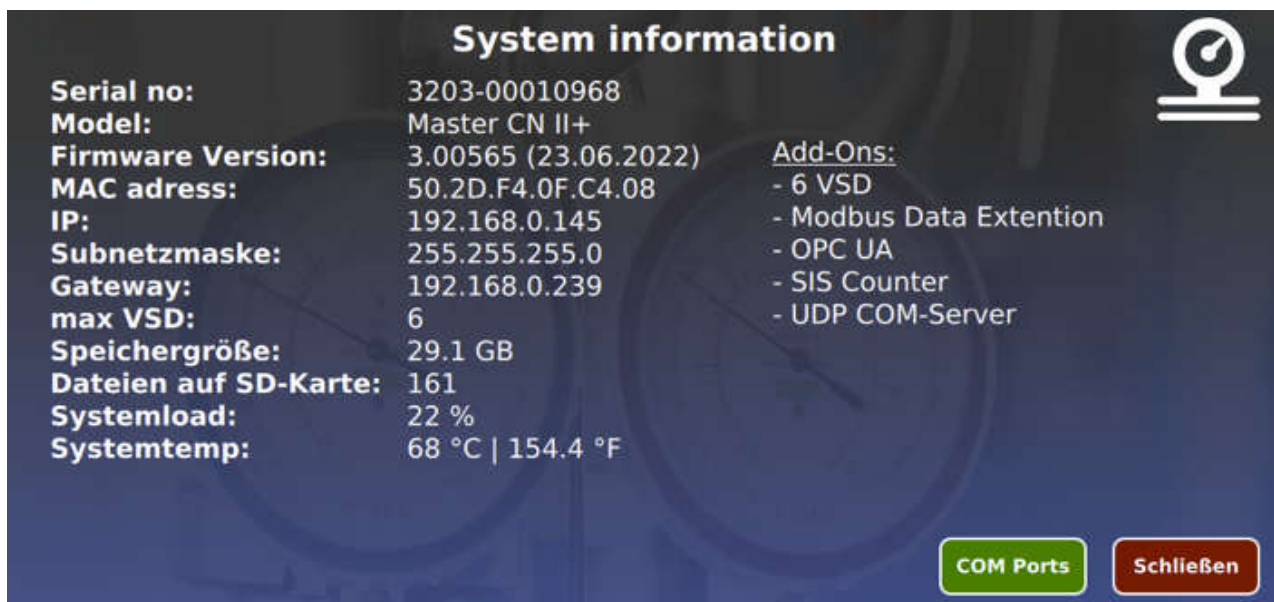 System information
Serial no: 3203-00010968
Model: Master CN II+
Firmware Version: 3.00565 (23.06.2022)
MAC adress: 50.2D.F4.0F.C4.08
IP: 192.168.0.145
Subnetzmaske: 255.255.255.0
Gateway: 192.168.0.239
max VSD: 6
Speichergröße: 29.1 GB
Dateien auf SD-Karte: 161
Systemload: 22 %
Systemtemp: 68 °C | 154.4 °F
Add-Ons:
- 6 VSD
- Modbus Data Extention
- OPC UA
- SIS Counter
- UDP COM-Server
COM Ports
Schließen